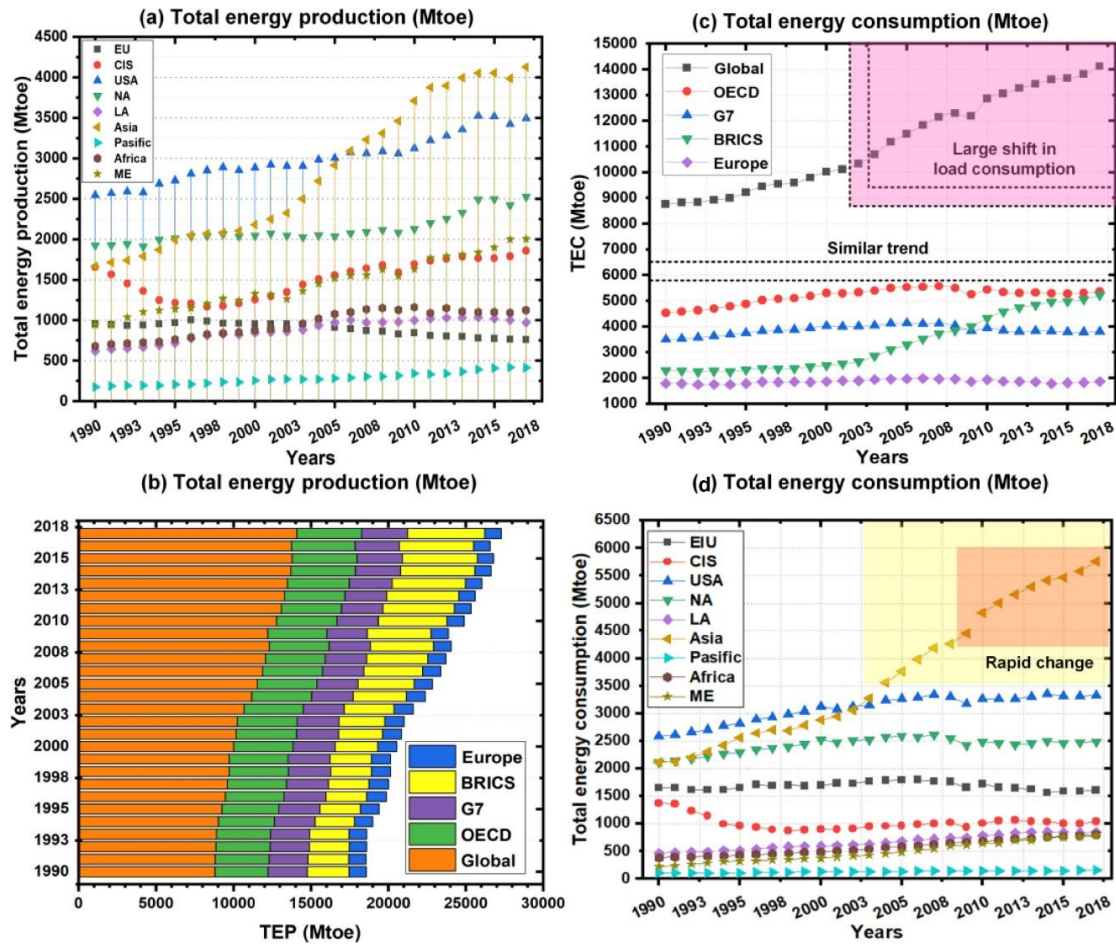 (a) Total energy production (Mtoe)
Total energy production (Mtoe)
4500
4000
3500
3000
2500
2000
1500
1000
500
0
EU
CIS
USA
NA
LA
Asia
Pasific
Africa
ME
1990 1993 1995 1998 2000 2003 2005 2008 2010 2013 2015 2018
Years
(c) Total energy consumption (Mtoe)
TEC (Mtoe)
15000
14000
13000
12000
11000
10000
9000
8000
7000
6000
5000
4000
3000
2000
1000
Global
OECD
G7
BRICS
Europe
Large shift in
load consumption
Similar trend
1990 1993 1995 1998 2000 2003 2005 2008 2010 2013 2015 2018
Years
(b) Total energy production (Mtoe)
Years
2018
2015
2013
2010
2008
2005
2003
2000
1998
1995
1993
1990
Europe
BRICS
G7
OECD
Global
0 5000 10000 15000 20000 25000 30000
TEP (Mtoe)
(d) Total energy consumption (Mtoe)
Total energy consumption (Mtoe)
6500
6000
5500
5000
4500
4000
3500
3000
2500
2000
1500
1000
500
0
EIU
CIS
USA
NA
LA
Asia
Pasific
Africa
ME
Rapid change
1990 1993 1995 1998 2000 2003 2005 2008 2010 2013 2015 2018
Year